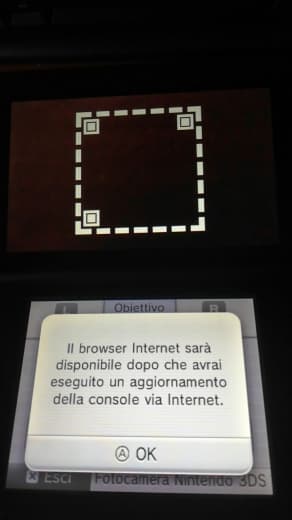 L Obiettivo R
Il browser Internet sarà
disponibile dopo che avrai
eseguito un aggiornamento
della console via Internet.
Ⓐ OK
X Esci Fotocamera Nintendo 3DS